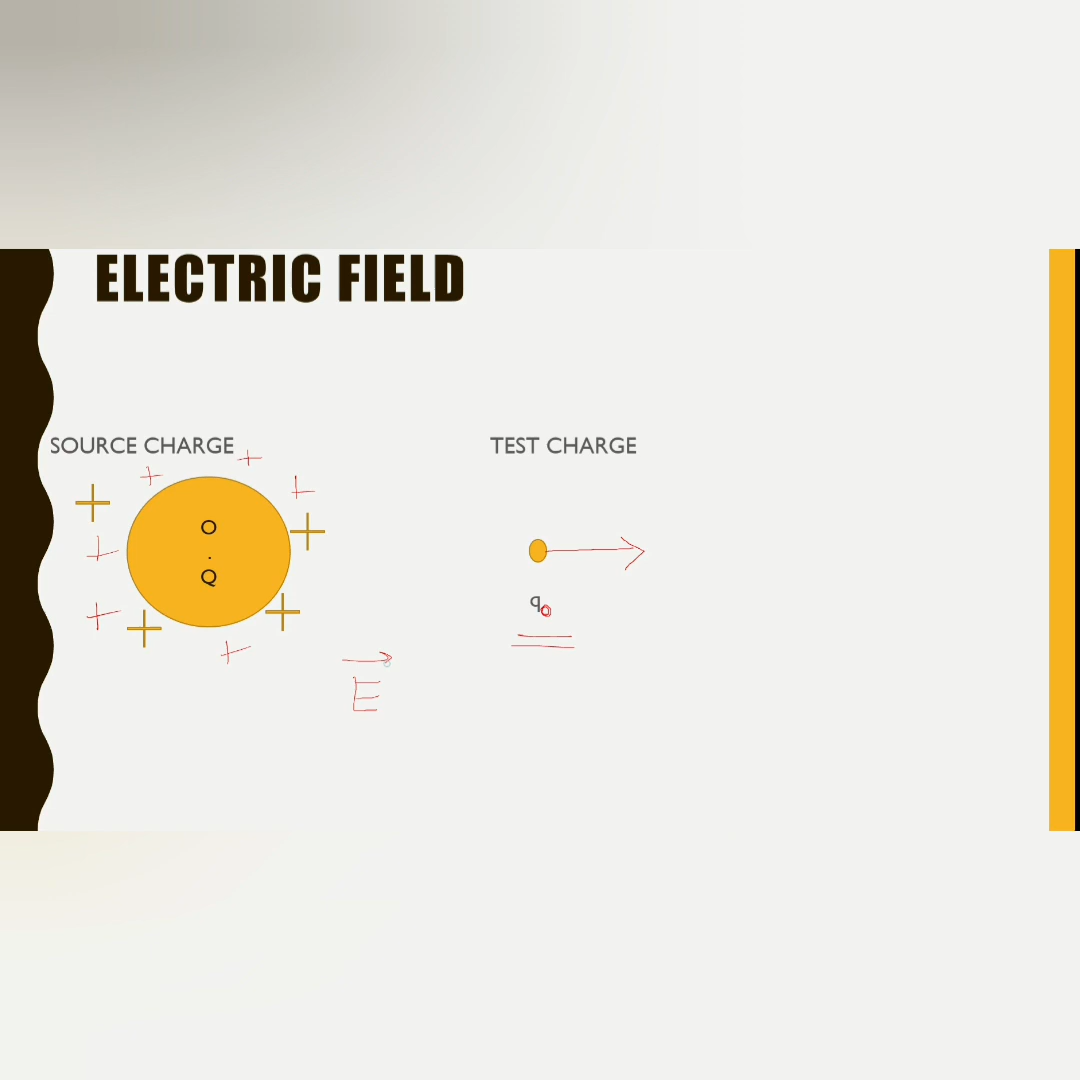 ELECTRIC FIELD
SOURCE CHARGE
TEST CHARGE
+ +
+ +
+ O +
.
+ Q
+ +
+ +
q₀
E